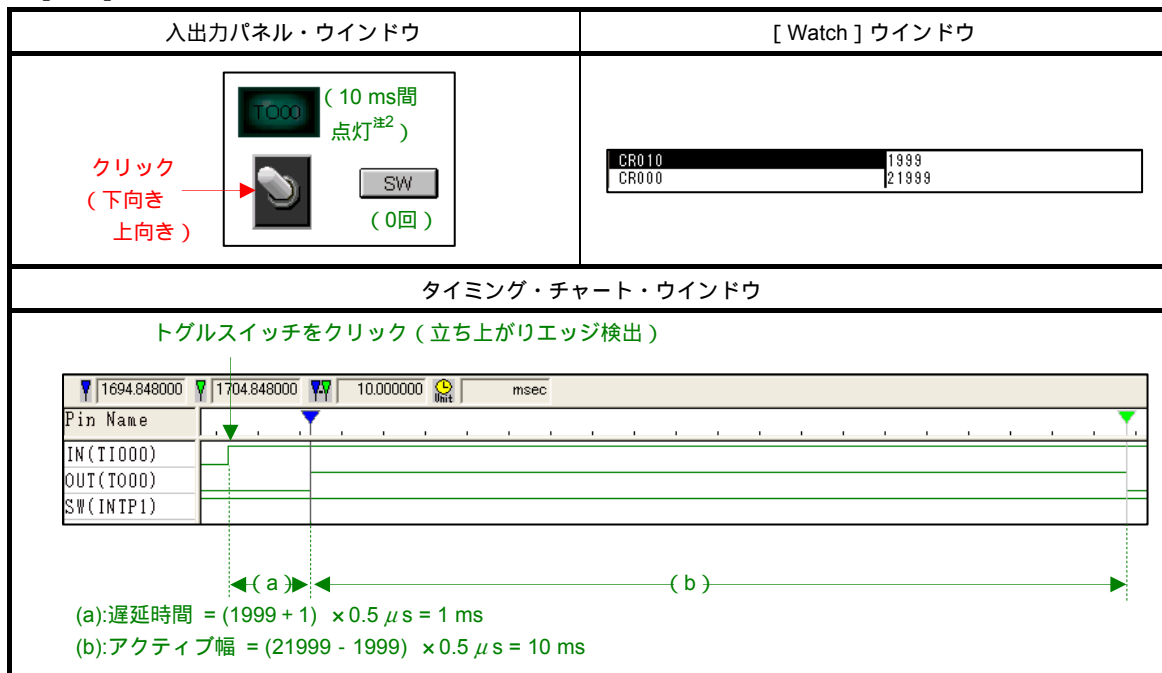 入出力パネル・ウインドウ
[ Watch ] ウインドウ
TO00
( 10 ms間
点灯注2 )
クリック
( 下向き
上向き )
SW
( 0回 )
CR010 1999
CR000 21999
タイミング・チャート・ウインドウ
トグルスイッチをクリック ( 立ち上がりエッジ検出 )
1694.848000 1704.848000 10.000000 Unit msec
Pin Name
IN(TI000)
OUT(TO00)
SW(INTP1)
( a )
( b )
(a):遅延時間 = (1999 + 1) × 0.5 μs = 1 ms
(b):アクティブ幅 = (21999 - 1999) × 0.5 μs = 10 ms